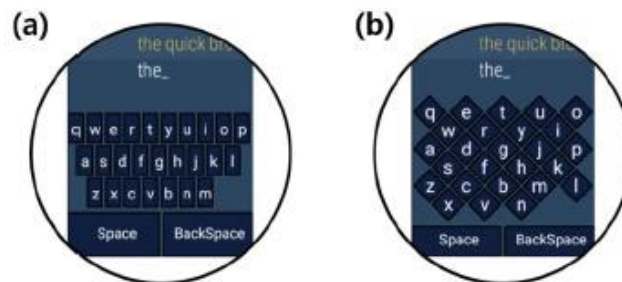 (a)
the quick bro
the_
q w e r t y u i o p
a s d f g h j k l
z x c v b n m
Space BackSpace
(b)
the quick bro
the_
q e t u o
w r y i
a d g j p
s f h k
z c b m l
x v n
Space BackSpace